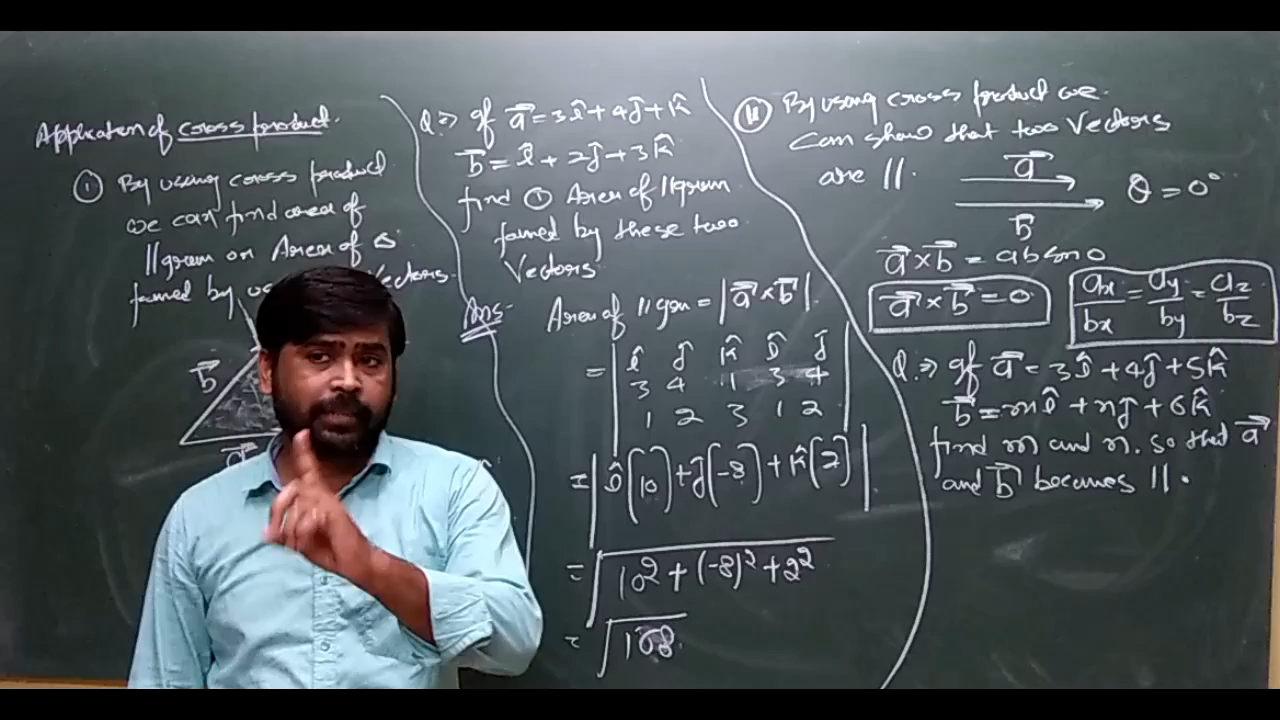 Application of cross product.
① By using cross product
we can find area of
||gram or Area of △
formed by Vectors.
b⃗
a⃗
Q.⇒ If a⃗ = 3î + 4ĵ + k̂
b⃗ = î + 2ĵ + 3k̂
find ① Area of ||gram
formed by these two
Vectors.
Ans- Area of ||gm = |a⃗ × b⃗|
= | î ĵ k̂ î ĵ
3 4 1 3 4
1 2 3 1 2 |
= | î(10) + ĵ(-8) + k̂(2) |
= √10² + (-8)² + 2²
= √168
⑪ By using cross product we
can show that two Vectors
are ||.
a⃗
b⃗
θ = 0°
a⃗ × b⃗ = ab sin 0
a⃗ × b⃗ = 0
ax/bx = ay/by = az/bz
Q.⇒ If a⃗ = 3î + 4ĵ + 5k̂
b⃗ = mî + nĵ + 6k̂
find m and n. so that a⃗
and b⃗ becomes ||.